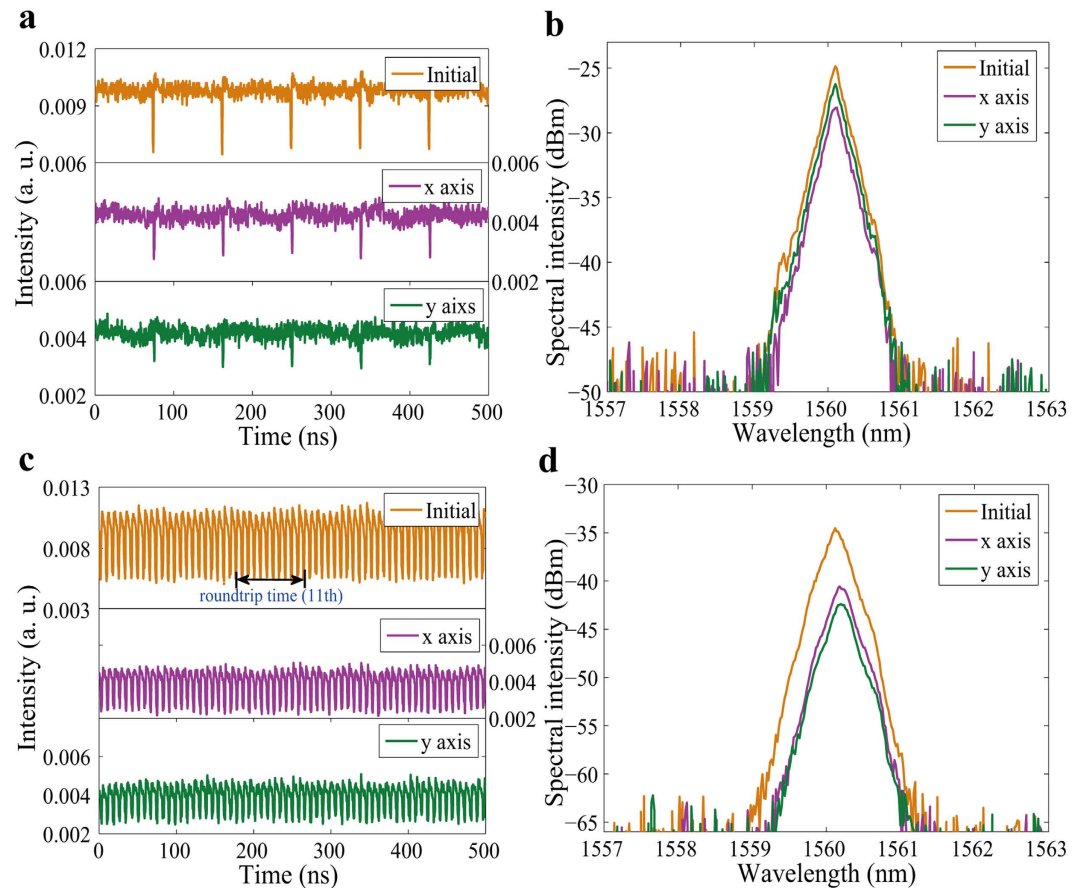 a
0.012
0.009
0.006
Intensity (a. u.)
Initial
0.006
x axis
0.004
0.002
0.006
y aixs
0.004
0.002
0 100 200 300 400 500
Time (ns)
b
Spectral intensity (dBm)
−25
−30
−35
−40
−45
−50
Initial
x axis
y axis
1557 1558 1559 1560 1561 1562 1563
Wavelength (nm)
c
0.013
0.008
0.003
Intensity (a. u.)
Initial
roundtrip time (11th)
x axis
0.006
0.004
0.002
y axis
0.006
0.004
0.002
0 100 200 300 400 500
Time (ns)
d
Spectral intensity (dBm)
−30
−35
−40
−45
−50
−55
−60
−65
Initial
x axis
y axis
1557 1558 1559 1560 1561 1562 1563
Wavelength (nm)